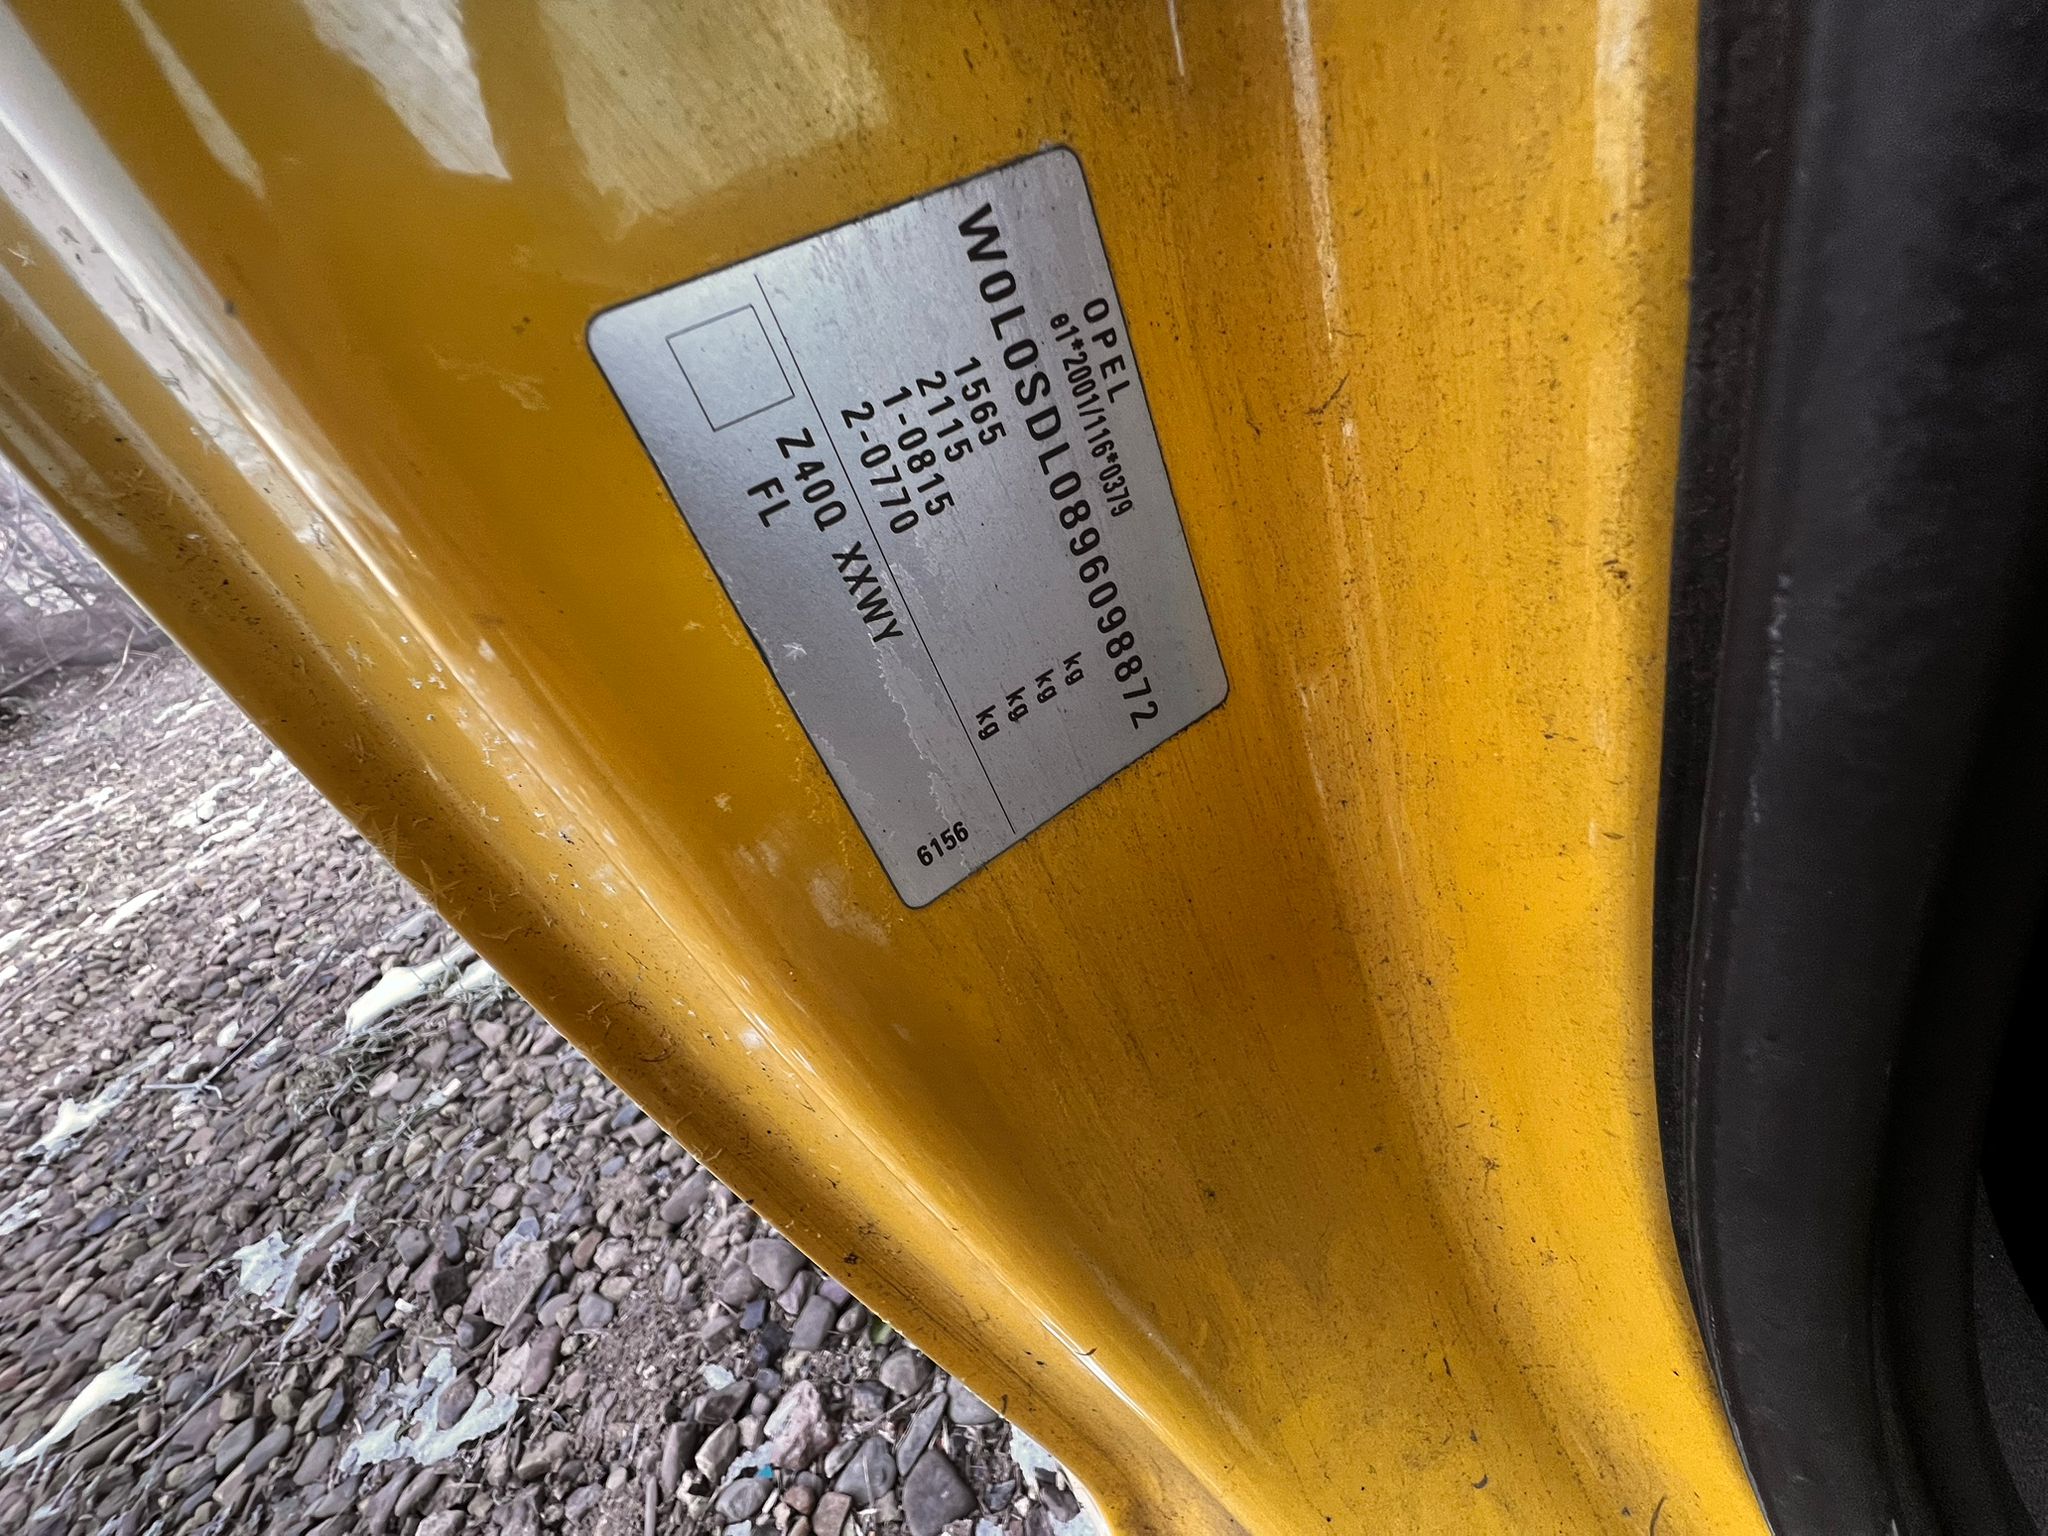 OPEL
e1*2001/116*0379
W0L0SDL0896098872
1565 kg
2115 kg
1-0815 kg
2-0770 kg
Z40Q XXWY 6156
FL